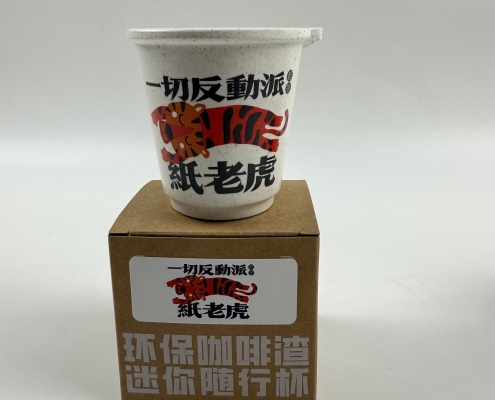 一切反動派
紙老虎
一切反動派
紙老虎
环保咖啡渣
迷你随行杯